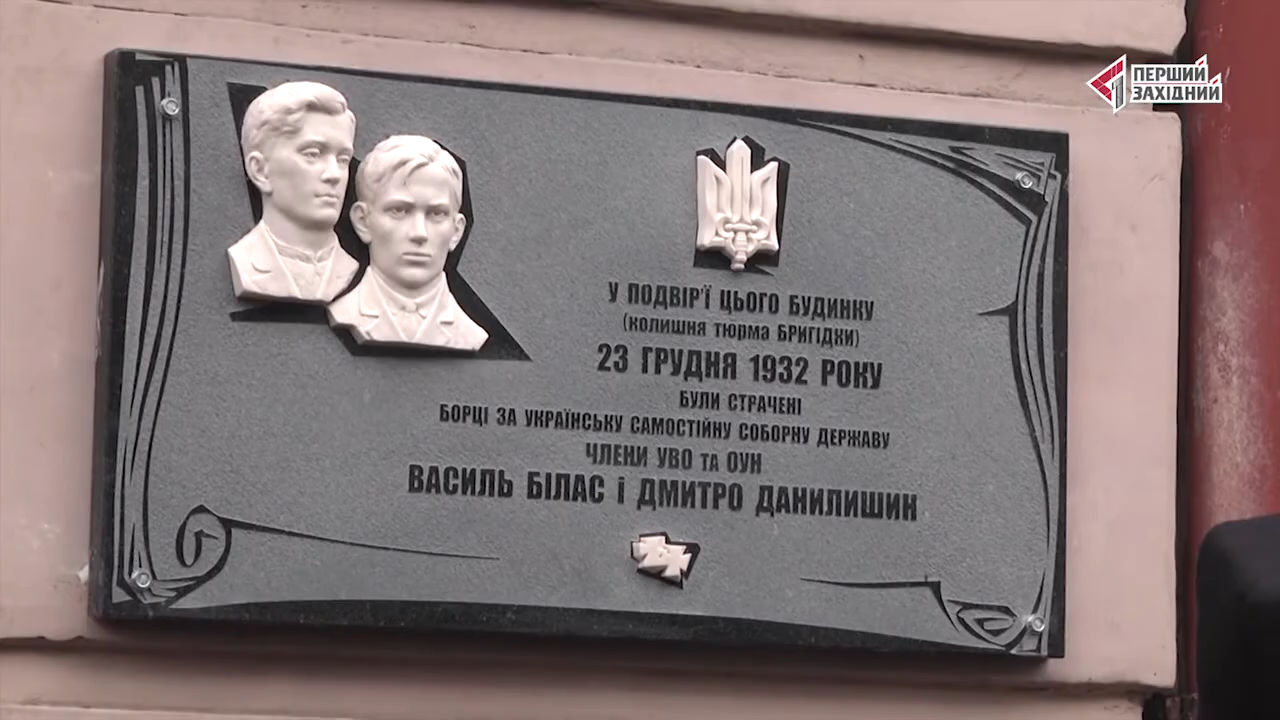 ПЕРШИЙ
ЗАХІДНИЙ
У ПОДВІР'Ї ЦЬОГО БУДИНКУ
(колишня тюрма БРИГІДКИ)
23 ГРУДНЯ 1932 РОКУ
БУЛИ СТРАЧЕНІ
БОРЦІ ЗА УКРАЇНСЬКУ САМОСТІЙНУ СОБОРНУ ДЕРЖАВУ
ЧЛЕНИ УВО та ОУН
ВАСИЛЬ БІЛАС і ДМИТРО ДАНИЛИШИН